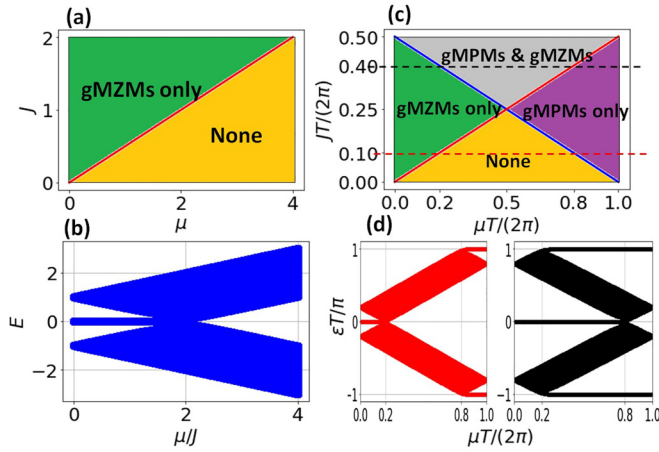 (a)
2
1
0
J
gMZMs only
None
0
2
4
μ
(c)
0.50
0.40
0.25
0.10
0.00
JT/(2π)
gMPMs & gMZMs
gMZMs only
gMPMs only
None
0.0 0.2 0.5 0.8 1.0
μT/(2π)
(b)
2
0
−2
E
0
2
4
μ/J
(d)
1
0
-1
εT/π
0.0 0.2 0.8 1.0
1
0
-1
0.0 0.2 0.8 1.0
μT/(2π)